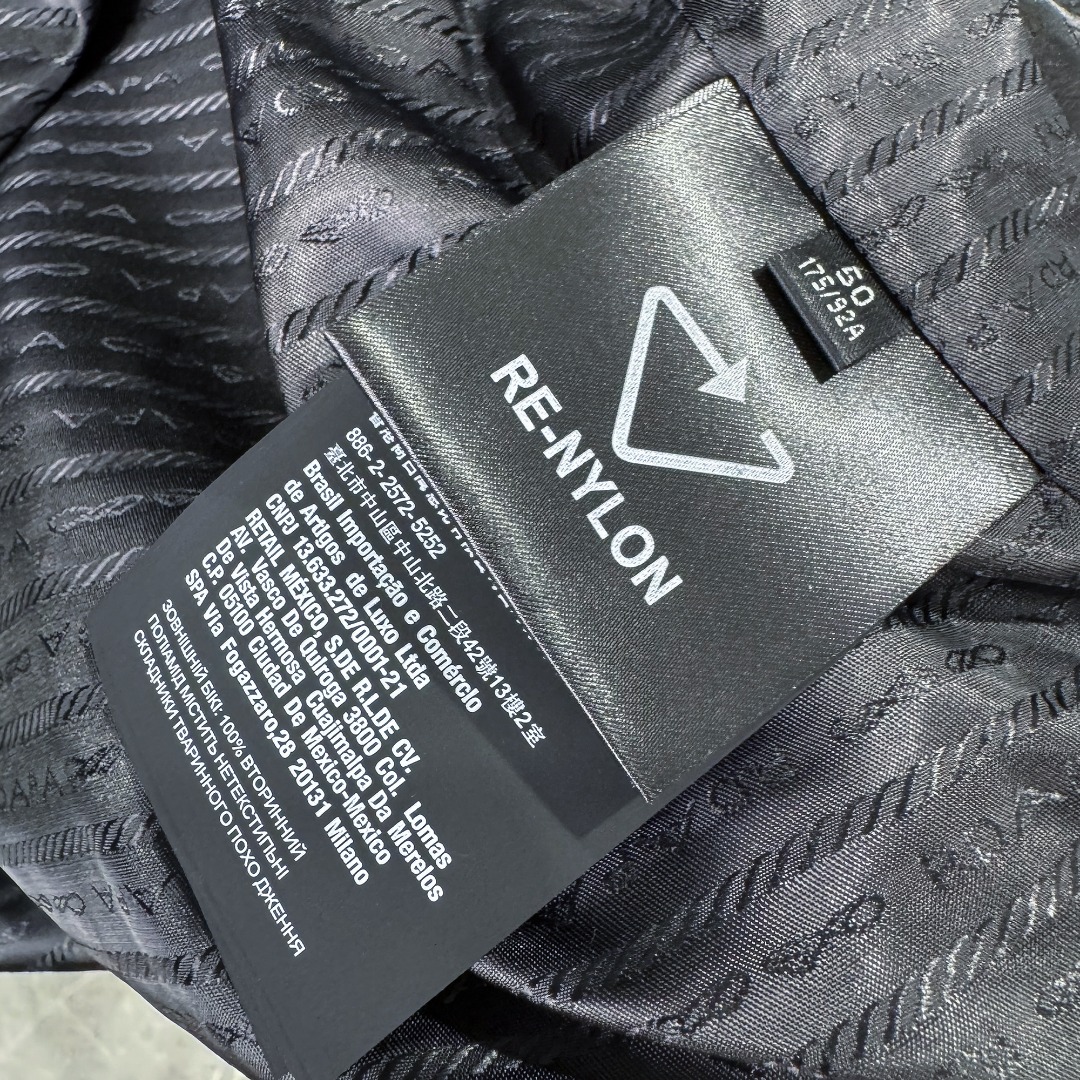 50
175/92A
RE-NYLON
886-2-2572-5252
臺北市中山區中山北路二段42號13樓2室
Brasil Importação e Comércio
de Artigos de Luxo Ltda
CNPJ 13.633.272/0001-21
RETAIL MÉXICO, S.DE RL.DE CV.
AV. Vasco De Quiroga 3800 Col. Lomas
De Vista Hermosa Cuajimalpa Da Merelos
C.P. 05100 Ciudad De Mexico-Mexico
SPA Via Fogazzaro,28 20131 Milano
ЗОВНІШНІЙ БІКІ: 100% ВТОРИННИЙ
ПОЛІАМІД МІСТИТЬ НЕТЕКСТИЛЬНІ
СКЛАДНИКИ ТВАРИННОГО ПОХО ДЖЕННЯ